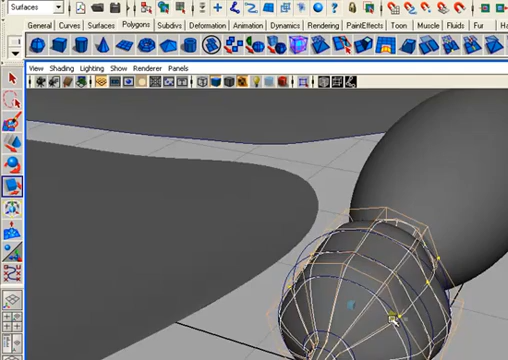 Surfaces
General Curves Surfaces Polygons Subdivs Deformation Animation Dynamics Rendering PaintEffects Toon Muscle Fluids Fur
View Shading Lighting Show Renderer Panels